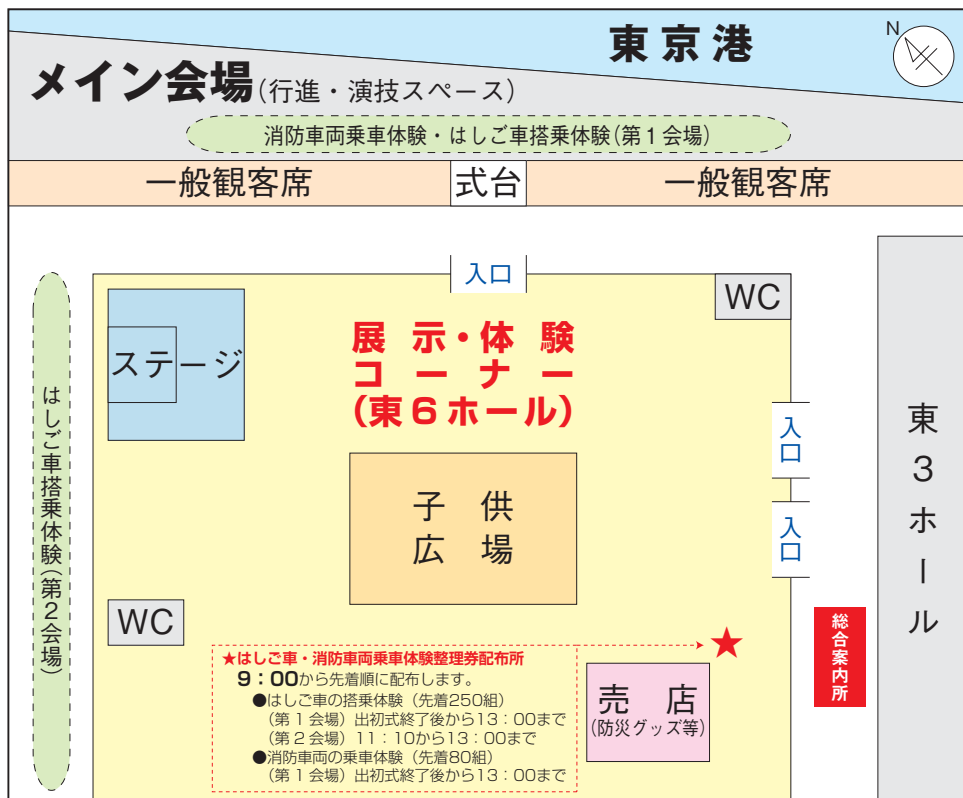 東京港
N
メイン会場(行進・演技スペース)
消防車両乗車体験・はしご車搭乗体験(第1会場)
一般観客席
式台
一般観客席
入口
WC
ステージ
展示・体験
コーナー
(東6ホール)
入口
入口
子供
広場
東3ホール
はしご車搭乗体験(第2会場)
WC
総合案内所
★
★はしご車・消防車両乗車体験整理券配布所
9:00から先着順に配布します。
●はしご車の搭乗体験(先着250組)
(第1会場)出初式終了後から13:00まで
(第2会場)11:10から13:00まで
●消防車両の乗車体験(先着80組)
(第1会場)出初式終了後から13:00まで
売店
(防災グッズ等)